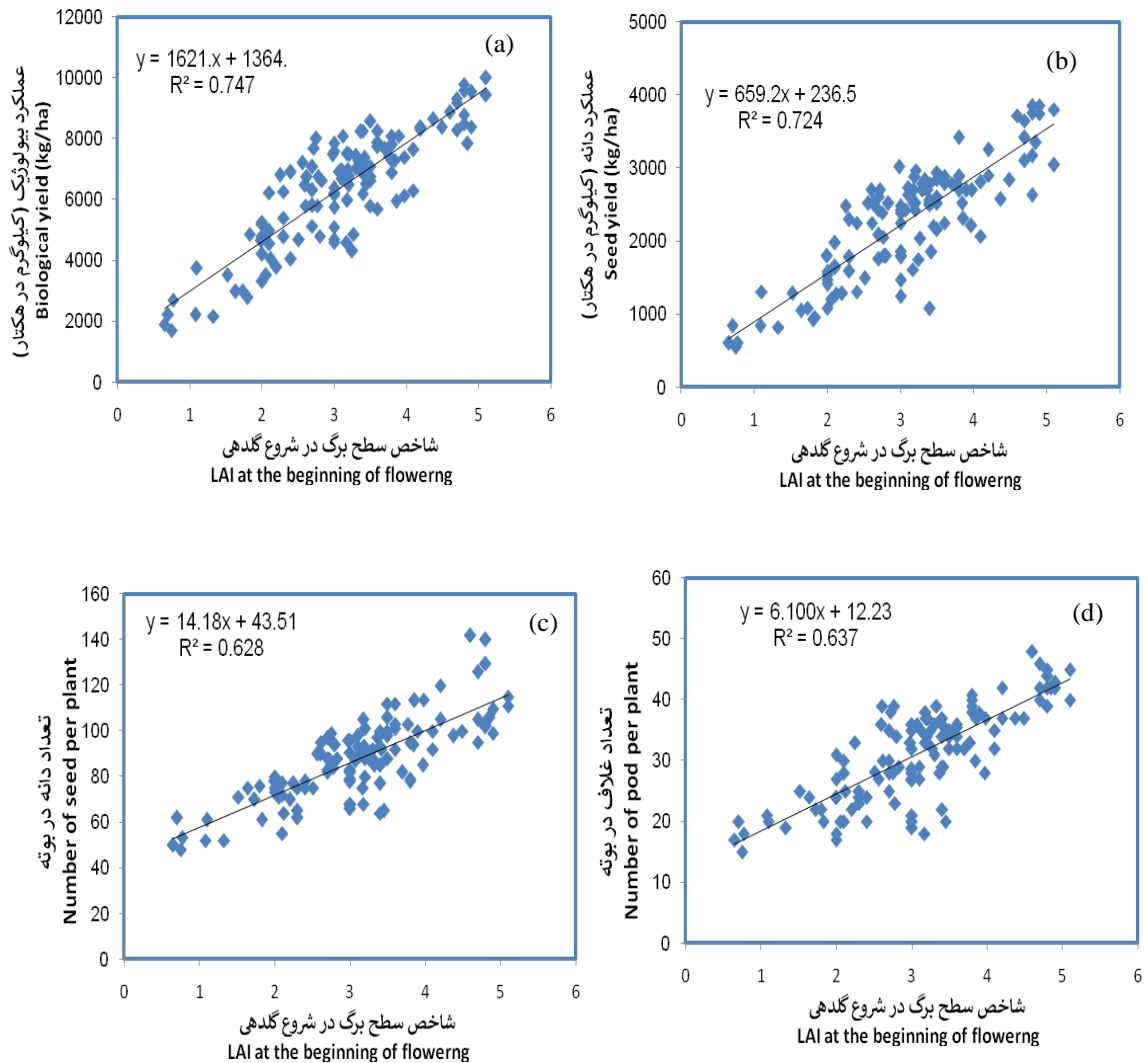 (a)
y = 1621.x + 1364.
R² = 0.747
عملکرد بیولوژیک (کیلوگرم در هکتار)
Biological yield (kg/ha)
12000
10000
8000
6000
4000
2000
0
0 1 2 3 4 5 6
شاخص سطح برگ در شروع گلدهی
LAI at the beginning of flowerng
(b)
y = 659.2x + 236.5
R² = 0.724
عملکرد دانه (کیلوگرم در هکتار)
Seed yield (kg/ha)
5000
4000
3000
2000
1000
0
0 1 2 3 4 5 6
شاخص سطح برگ در شروع گلدهی
LAI at the beginning of flowerng
(c)
y = 14.18x + 43.51
R² = 0.628
تعداد دانه در بوته
Number of seed per plant
160
140
120
100
80
60
40
20
0
0 1 2 3 4 5 6
شاخص سطح برگ در شروع گلدهی
LAI at the beginning of flowerng
(d)
y = 6.100x + 12.23
R² = 0.637
تعداد غلاف در بوته
Number of pod per plant
60
50
40
30
20
10
0
0 1 2 3 4 5 6
شاخص سطح برگ در شروع گلدهی
LAI at the beginning of flowerng